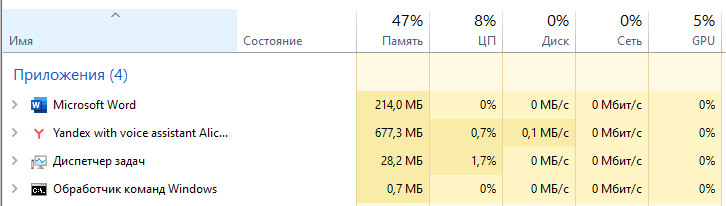 47% 8% 0% 0% 5%
Имя Состояние Память ЦП Диск Сеть GPU
Приложения (4)
Microsoft Word 214,0 МБ 0% 0 МБ/с 0 Мбит/с 0%
Yandex with voice assistant Alic... 677,3 МБ 0,7% 0,1 МБ/с 0 Мбит/с 0%
Диспетчер задач 28,2 МБ 1,7% 0 МБ/с 0 Мбит/с 0%
Обработчик команд Windows 0,7 МБ 0% 0 МБ/с 0 Мбит/с 0%